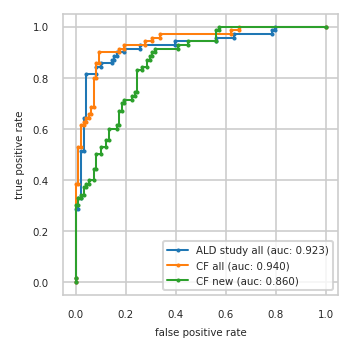 1.0
0.8
0.6
0.4
0.2
0.0
true positive rate
ALD study all (auc: 0.923)
CF all (auc: 0.940)
CF new (auc: 0.860)
0.0 0.2 0.4 0.6 0.8 1.0
false positive rate